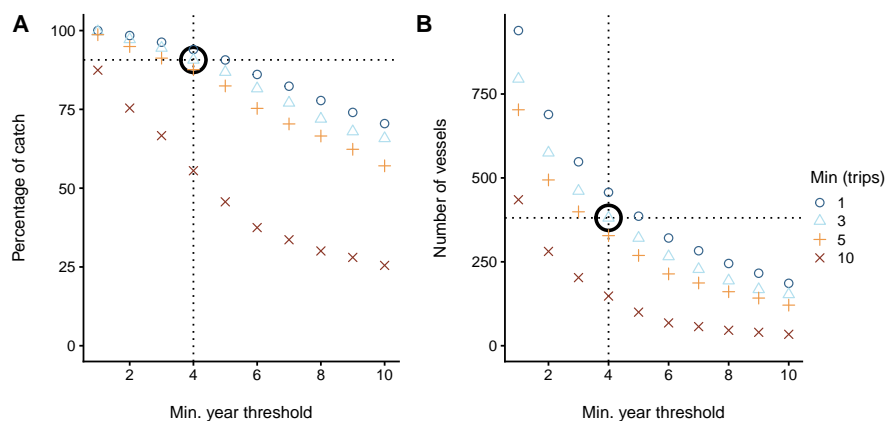 A
Percentage of catch
100
75
50
25
0
2 4 6 8 10
Min. year threshold
B
Number of vessels
750
500
250
0
2 4 6 8 10
Min. year threshold
Min (trips)
1
3
5
10